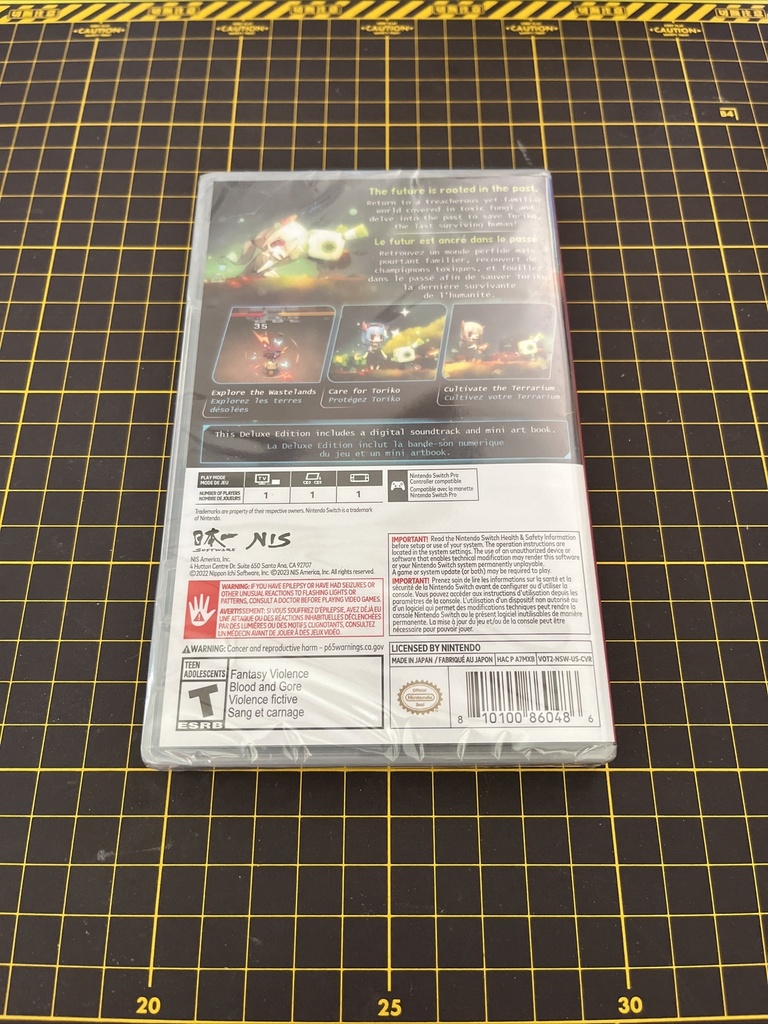 CAUTION CAUTION CAUTION CAUTION CAUTION
B4
The future is rooted in the past.
Return to a treacherous yet familiar
world covered in toxic fungi and
delve into the past to save Toriko,
the last surviving human!
Le futur est ancré dans le passé
Retrouvez un monde perfide mais
pourtant familier, recouvert de
champignons toxiques, et fouillez
dans le passé afin de sauver Toriko
la dernière survivante
de l'humanité.
35
Explore the Wastelands
Explorez les terres
désolées
Care for Toriko
Protégez Toriko
Cultivate the Terrarium
Cultivez votre Terrarium
This Deluxe Edition includes a digital soundtrack and mini art book.
La Deluxe Edition inclut la bande-son numérique
du jeu et un mini artbook.
PLAY MODE
MODE DE JEU
TV
NUMBER OF PLAYERS
NOMBRE DE JOUEURS
1 1 1
Nintendo Switch Pro
Controller compatible
Compatible avec la manette
Nintendo Switch Pro
Trademarks are property of their respective owners. Nintendo Switch is a trademark
of Nintendo.
日本一 NIS
SOFTWARE
NIS America, Inc.
4 Hutton Centre Dr. Suite 650 Santa Ana, CA 92707
©2022 Nippon Ichi Software, Inc. ©2023 NIS America, Inc. All rights reserved.
WARNING: IF YOU HAVE EPILEPSY OR HAVE HAD SEIZURES OR
OTHER UNUSUAL REACTIONS TO FLASHING LIGHTS OR
PATTERNS, CONSULT A DOCTOR BEFORE PLAYING VIDEO GAMES.
AVERTISSEMENT: SI VOUS SOUFFREZ D'ÉPILEPSIE, AVEZ DÉJÀ EU
UNE ATTAQUE OU DES RÉACTIONS INHABITUELLES DÉCLENCHÉES
PAR DES LUMIÈRES OU DES MOTIFS CLIGNOTANTS, CONSULTEZ
UN MÉDECIN AVANT DE JOUER À DES JEUX VIDÉO.
WARNING: Cancer and reproductive harm - p65warnings.ca.gov
TEEN
ADOLESCENTS
T
ESRB
Fantasy Violence
Blood and Gore
Violence fictive
Sang et carnage
IMPORTANT! Read the Nintendo Switch Health & Safety Information
before setup or use of your system. The operation instructions are
located in the system settings. The use of an unauthorized device or
software that enables technical modification may render this software
or your Nintendo Switch system permanently unplayable.
A game or system update (or both) may be required to play.
IMPORTANT! Prenez soin de lire les informations sur la santé et la
sécurité de la Nintendo Switch avant de configurer ou d'utiliser la
console. Vous pouvez accéder aux instructions d'utilisation depuis les
paramètres de la console. L'utilisation d'un dispositif non autorisé ou
d'un logiciel qui permet des modifications techniques peut rendre la
console Nintendo Switch ou le présent logiciel inutilisables de manière
permanente. La mise à jour du jeu et/ou de la console peut être
nécessaire pour pouvoir jouer.
LICENSED BY NINTENDO
MADE IN JAPAN / FABRIQUÉ AU JAPON HAC P A7MXB VOT2-NSW-US-CVR
Official
Nintendo
Seal
8 10100 86048 6
20 25 30